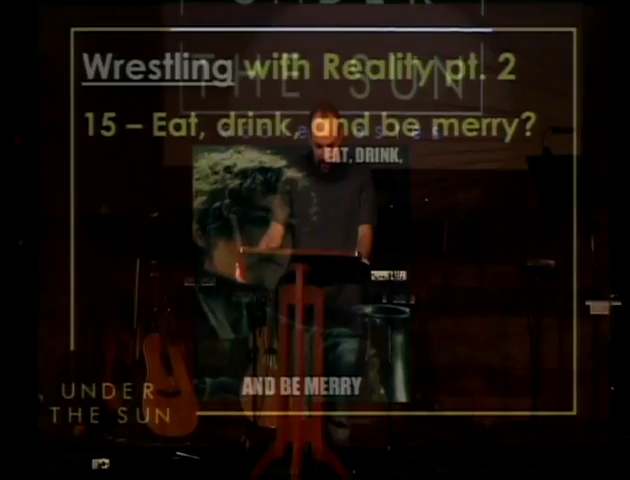 UNDER
THE SUN
Wrestling with Reality pt. 2
15 – Eat, drink, and be merry?
EAT, DRINK,
AND BE MERRY
UNDER
THE SUN